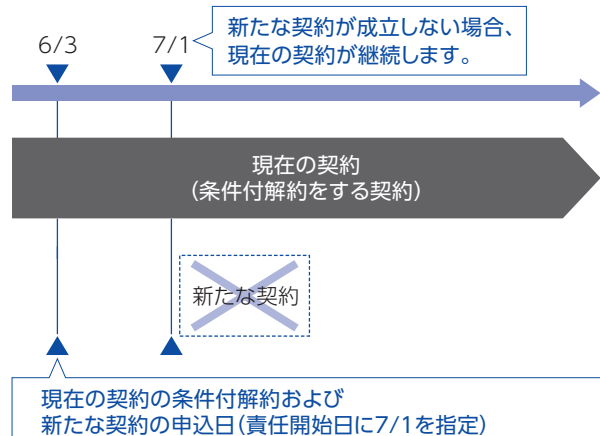 新たな契約が成立しない場合、
現在の契約が継続します。
6/3
7/1
現在の契約
(条件付解約をする契約)
新たな契約
現在の契約の条件付解約および
新たな契約の申込日(責任開始日に7/1を指定)